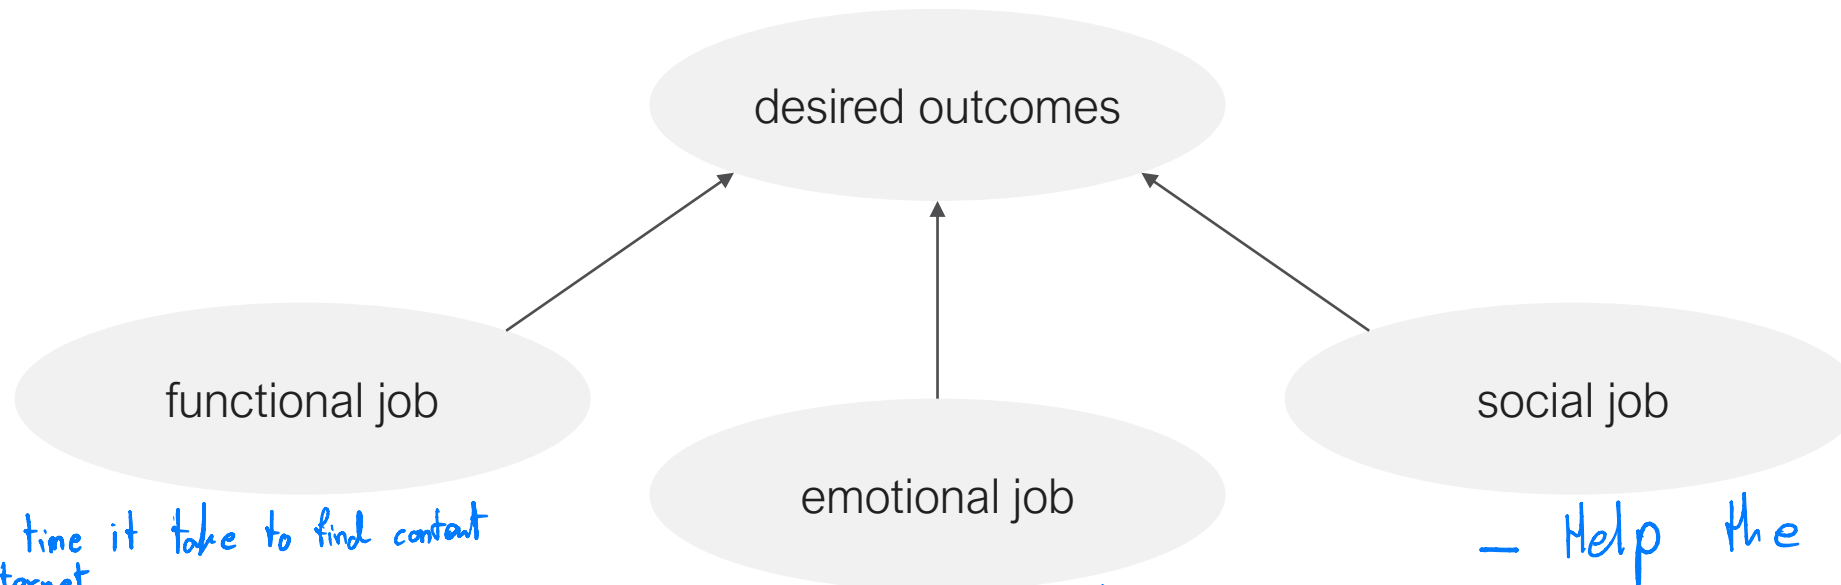 desired outcomes
functional job
social job
emotional job
time it take to find content
— Help the